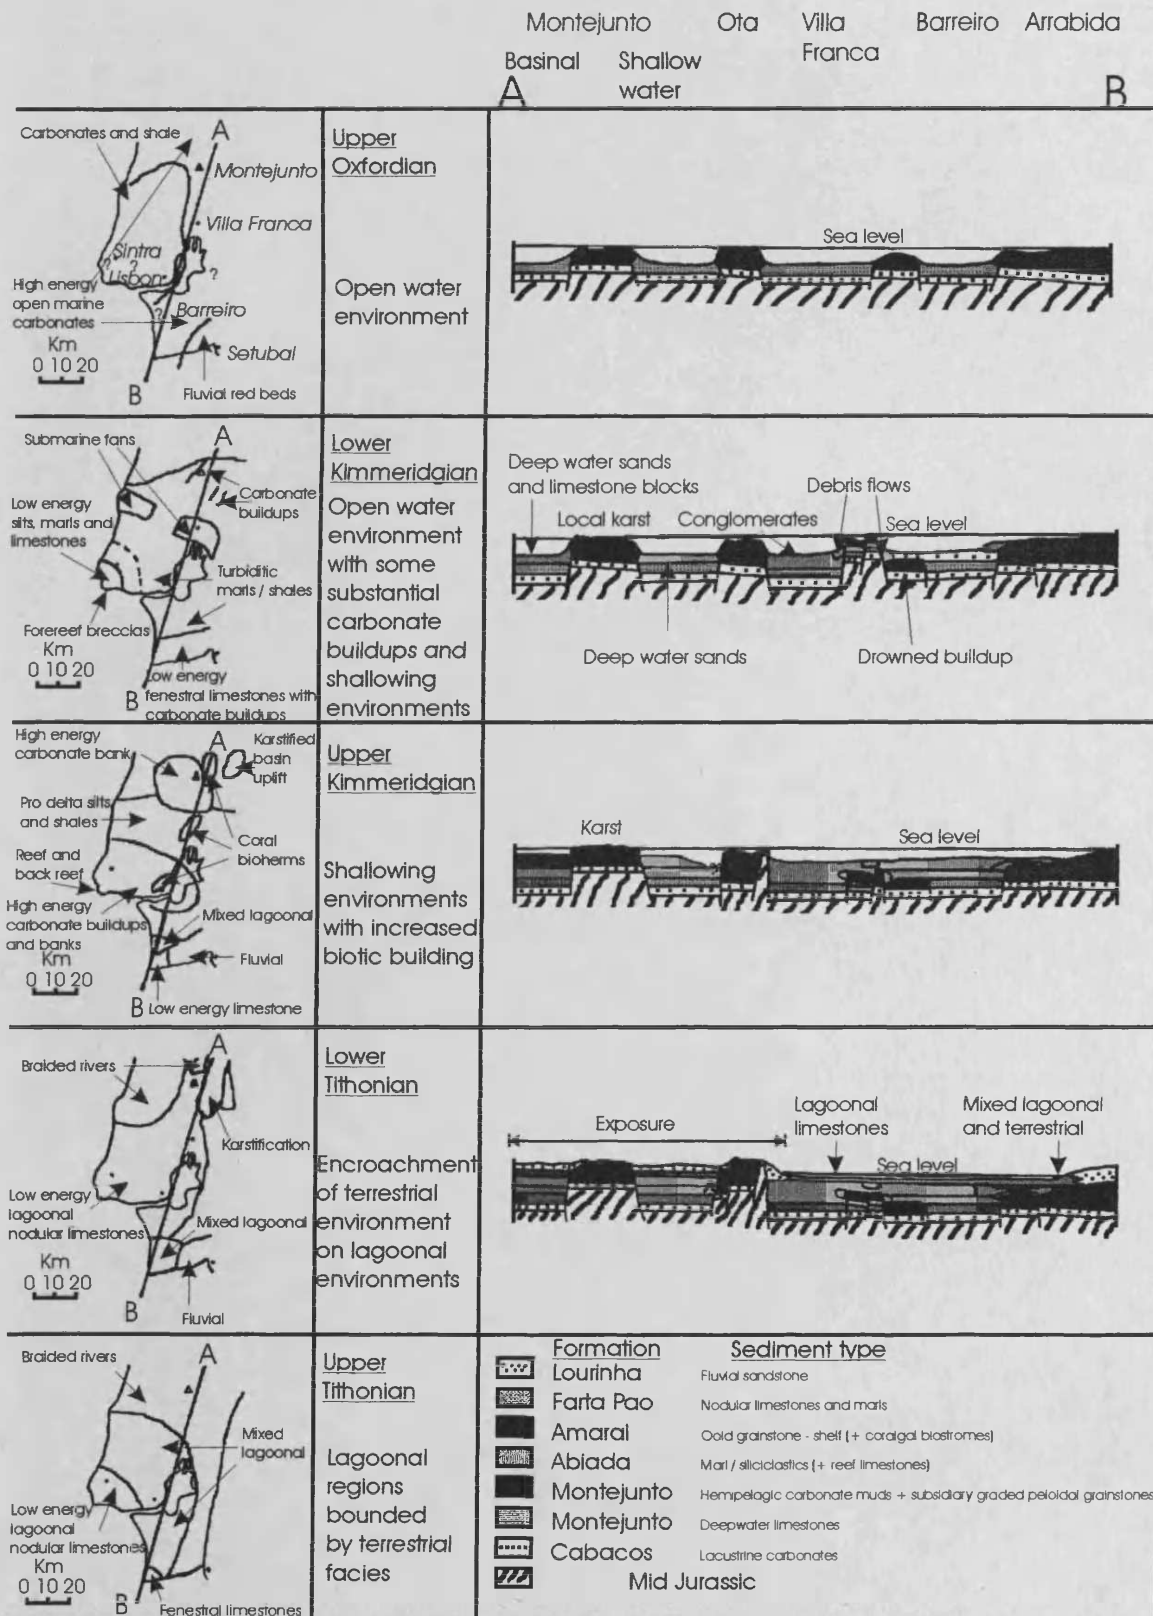 Montejunto
Ota
Villa
Franca
Barreiro
Arrabida
Basinal
Shallow
water
A
B
Carbonates and shale
A
Montejunto
Villa Franca
Sintra
?
?
Lisbon
?
High energy
open marine
carbonates
?
Barreiro
Km
0 10 20
Setubal
B
Fluvial red beds
Upper
Oxfordian
Open water
environment
Sea level
Submarine fans
A
Low energy
silts, marls and
limestones
Carbonate
buildups
Turbiditic
marls / shales
Forereef breccias
Km
0 10 20
Low energy
B
fenestral limestones with
carbonate buildups
Lower
Kimmeridgian
Open water
environment
with some
substantial
carbonate
buildups and
shallowing
environments
Deep water sands
and limestone blocks
Debris flows
Local karst
Conglomerates
Sea level
Deep water sands
Drowned buildup
High energy
carbonate bank
A
Karstified
basin
uplift
Pro delta silts
and shales
Coral
bioherms
Reef and
back reef
High energy
carbonate buildups
and banks
Mixed lagoonal
Km
0 10 20
Fluvial
B
Low energy limestone
Upper
Kimmeridgian
Shallowing
environments
with increased
biotic building
Karst
Sea level
A
Braided rivers
Karstification
Low energy
lagoonal
nodular limestones
Mixed lagoonal
Km
0 10 20
B
Fluvial
Lower
Tithonian
Encroachment
of terrestrial
environment
on lagoonal
environments
Exposure
Lagoonal
limestones
Mixed lagoonal
and terrestrial
Sea level
Braided rivers
A
Mixed
lagoonal
Low energy
lagoonal
nodular limestones
Km
0 10 20
B
Fenestral limestones
Upper
Tithonian
Lagoonal
regions
bounded
by terrestrial
facies
Formation
Sediment type
Lourinha
Fluvial sandstone
Farta Pao
Nodular limestones and marls
Amaral
Ooid grainstone - shelf (+ coralgal biostromes)
Abiada
Marl / siliciclastics (+ reef limestones)
Montejunto
Hemipelagic carbonate muds + subsidiary graded peloidal grainstones
Montejunto
Deepwater limestones
Cabacos
Lacustrine carbonates
Mid Jurassic